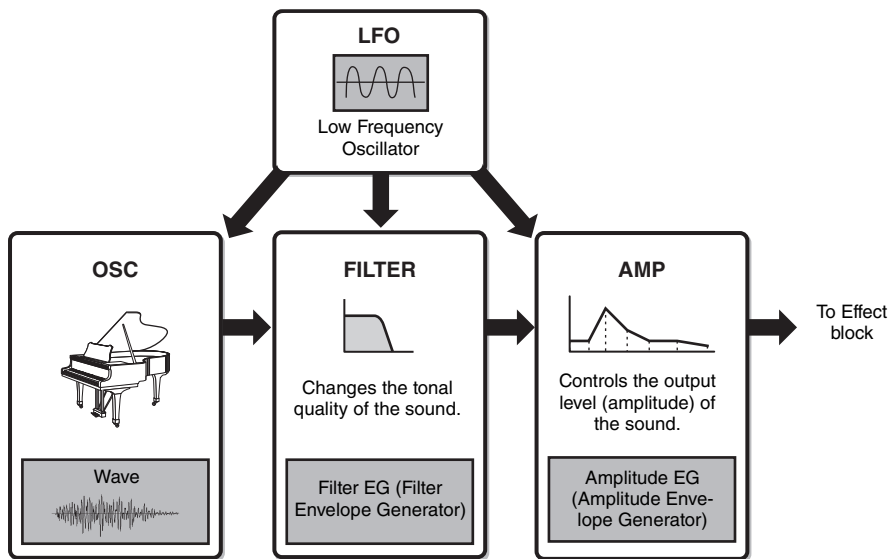 LFO
Low Frequency
Oscillator
OSC
Wave
FILTER
Changes the tonal
quality of the sound.
Filter EG (Filter
Envelope Generator)
AMP
Controls the output
level (amplitude) of
the sound.
Amplitude EG
(Amplitude Enve-
lope Generator)
To Effect
block